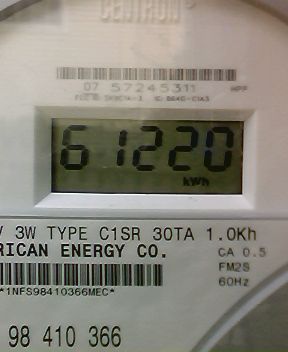 CENTRON®
07 57245311
61220
kWh
V 3W TYPE C1SR 30TA 1.0Kh
RICAN ENERGY CO.
CA 0.5
FM2S
60Hz
*1NFS98410366MEC*
98 410 366